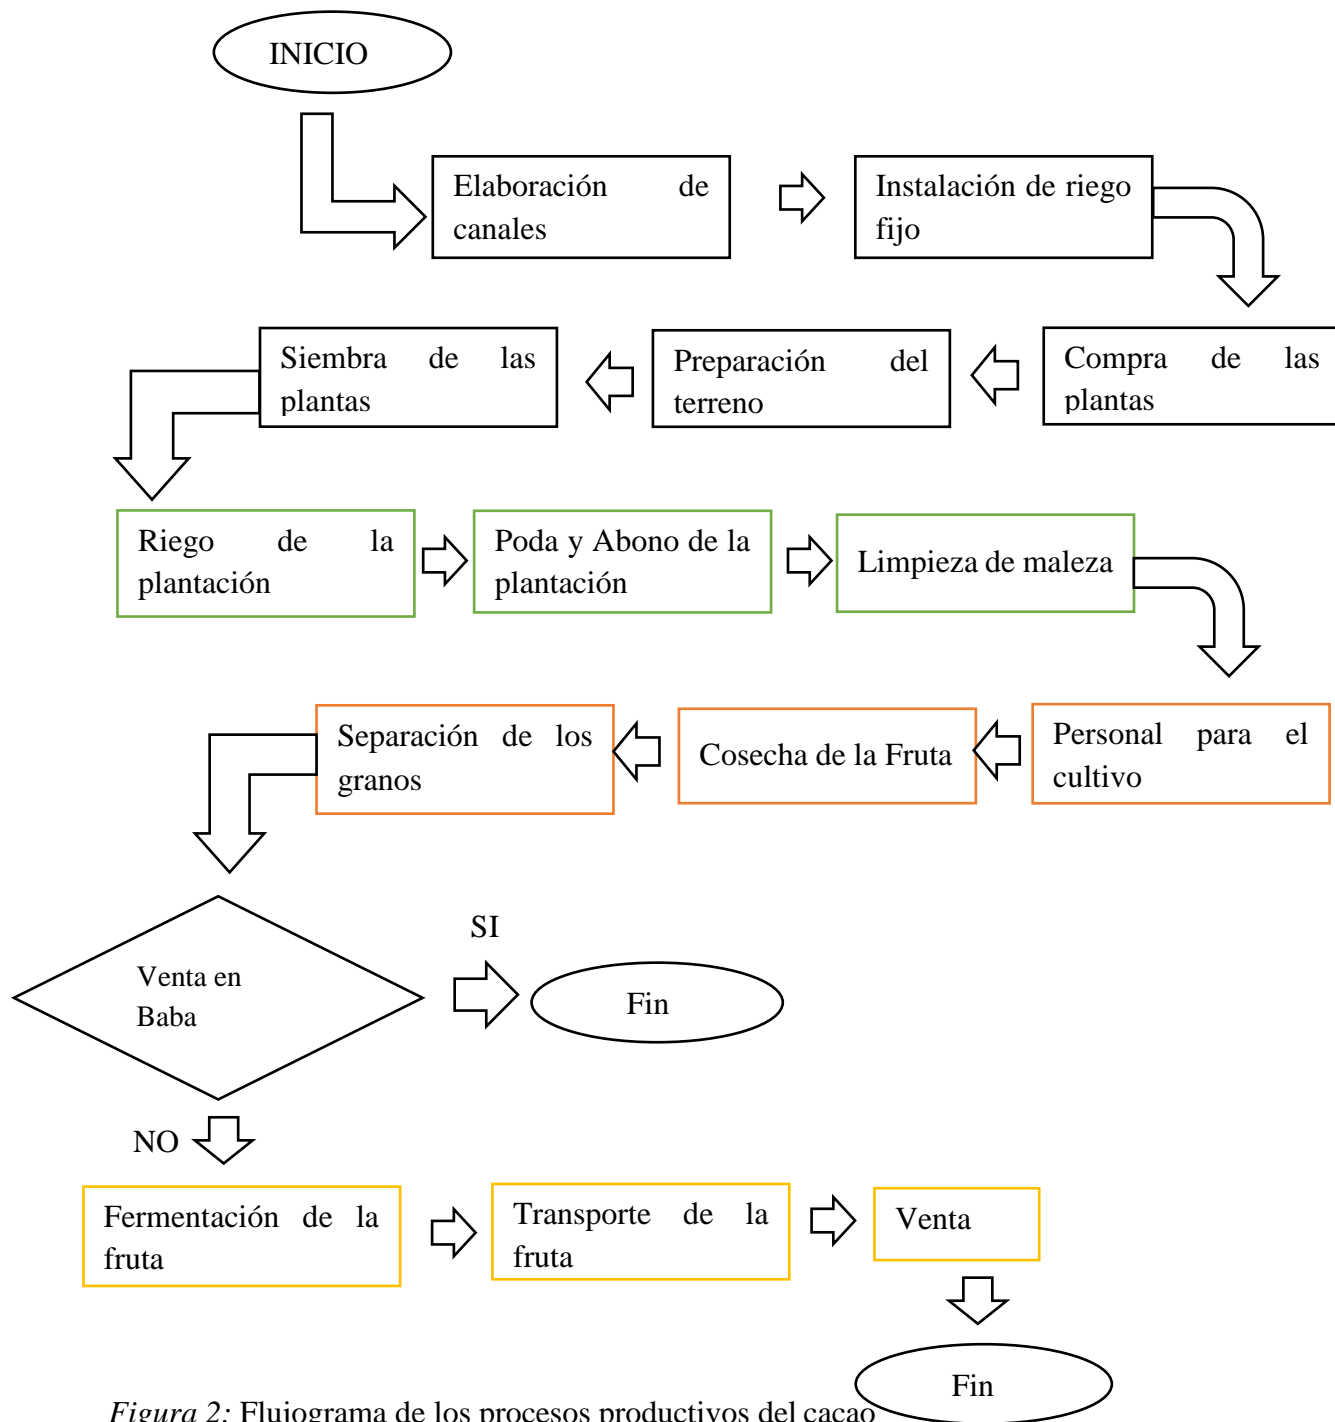 INICIO
Elaboración de
canales
Instalación de riego
fijo
Compra de las
plantas
Preparación del
terreno
Siembra de las
plantas
Riego de la
plantación
Poda y Abono de la
plantación
Limpieza de maleza
Personal para el
cultivo
Cosecha de la Fruta
Separación de los
granos
Venta en
Baba
SI
Fin
NO
Fermentación de la
fruta
Transporte de la
fruta
Venta
Fin
Figura 2: Flujograma de los procesos productivos del cacao